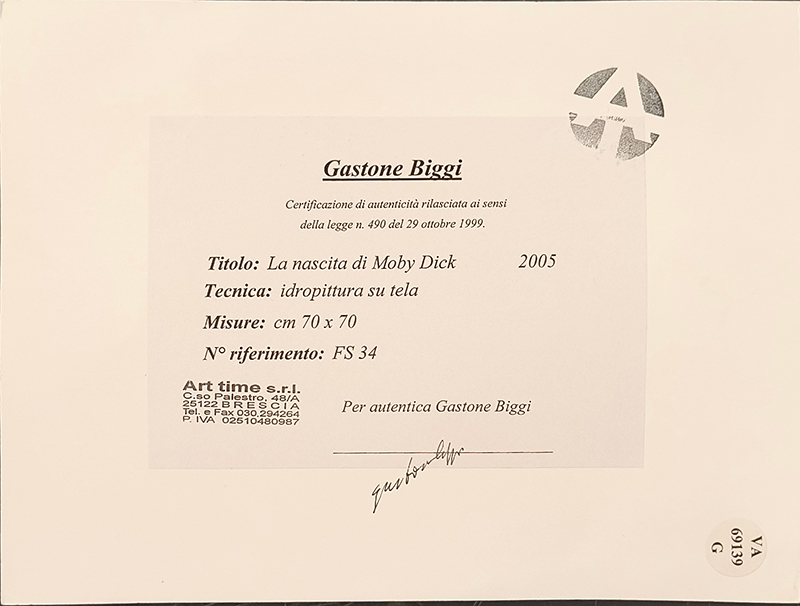 Gastone Biggi
Certificazione di autenticità rilasciata ai sensi
della legge n. 490 del 29 ottobre 1999.
Titolo: La nascita di Moby Dick 2005
Tecnica: idropittura su tela
Misure: cm 70 x 70
N° riferimento: FS 34
Art time s.r.l.
C.so Palestro, 48/A
25122 BRESCIA
Tel. e Fax 030.294264
P. IVA 02510480987
Per autentica Gastone Biggi
VA
69139
G